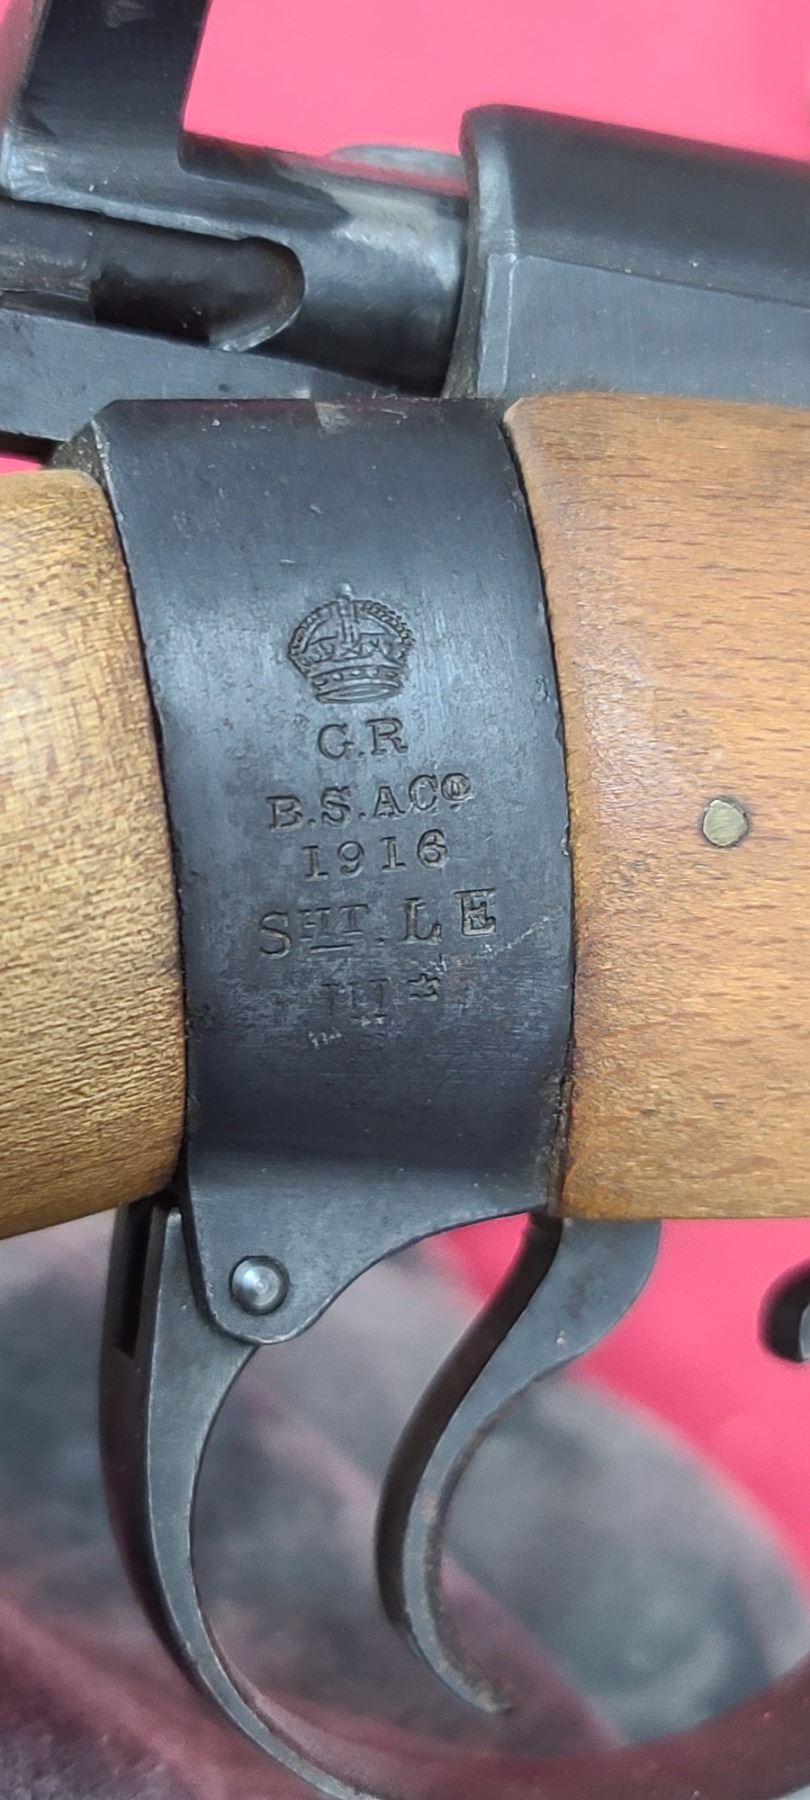 G.R
B.S.A Co
1916
SHT. L E
III*